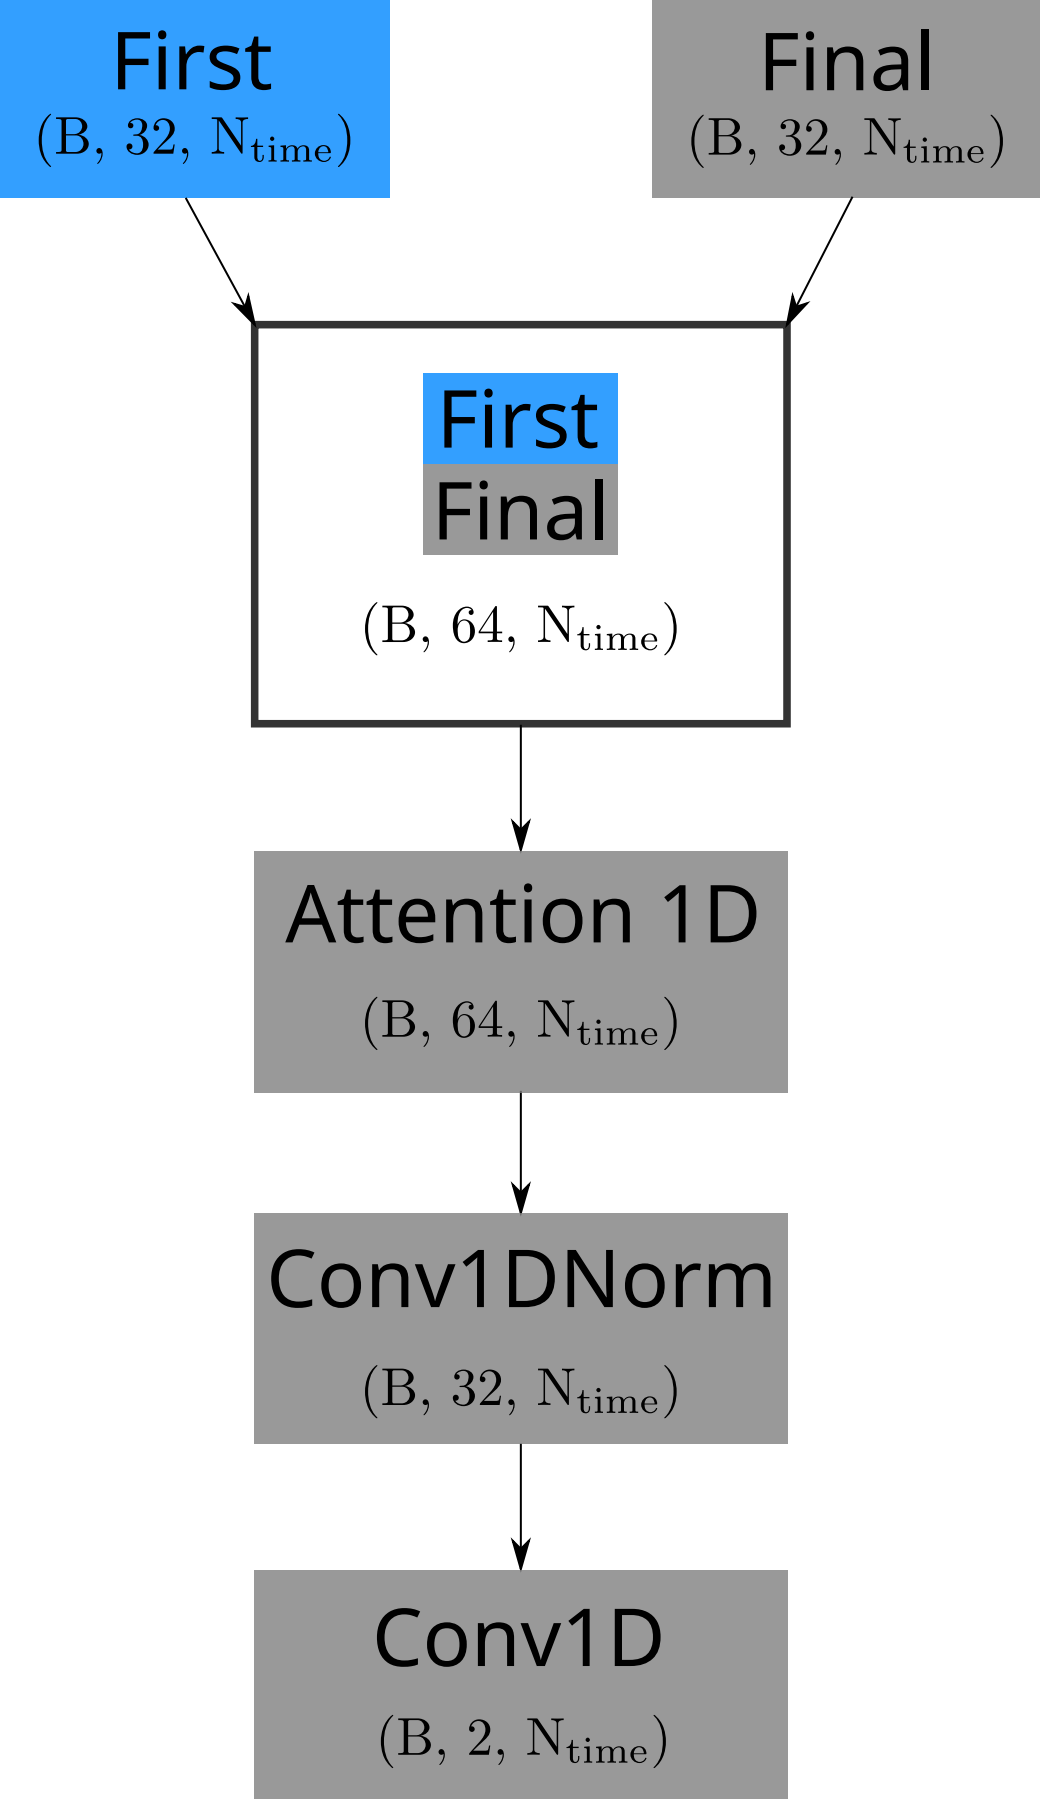 First
(B, 32, N_time)
Final
(B, 32, N_time)
First
Final
(B, 64, N_time)
Attention 1D
(B, 64, N_time)
Conv1DNorm
(B, 32, N_time)
Conv1D
(B, 2, N_time)